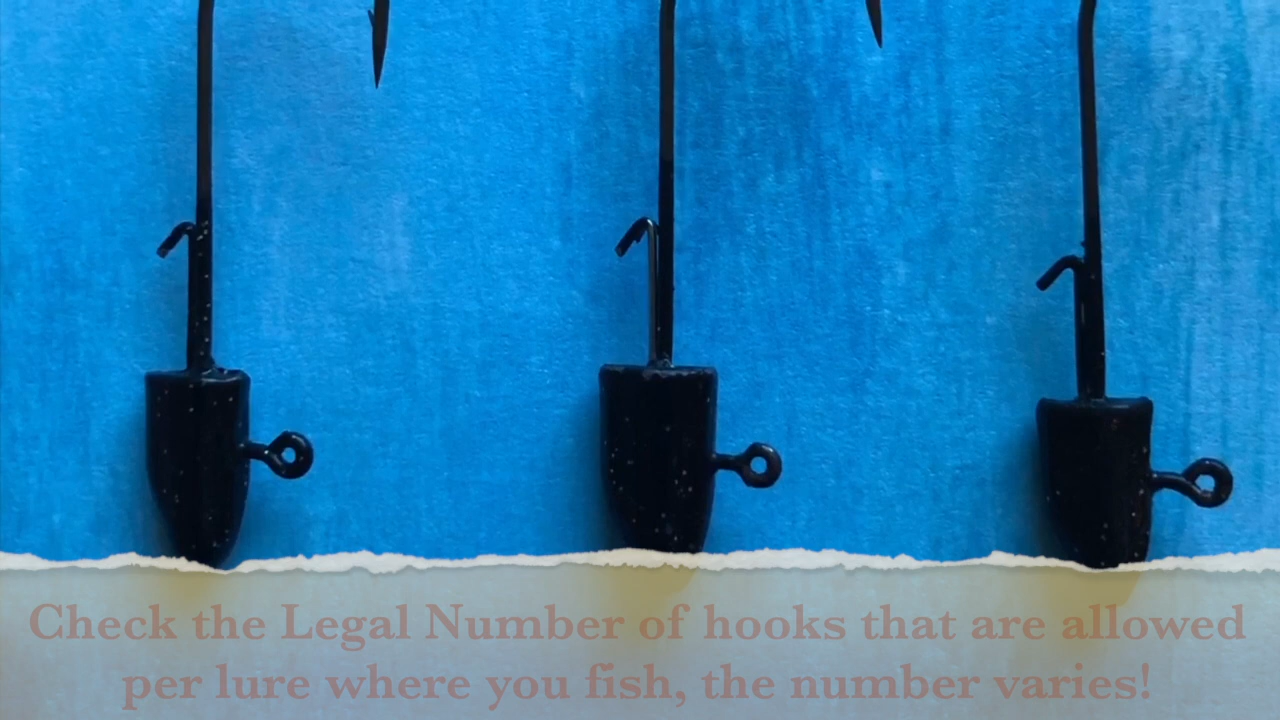 Check the Legal Number of hooks that are allowed
per lure where you fish, the number varies!